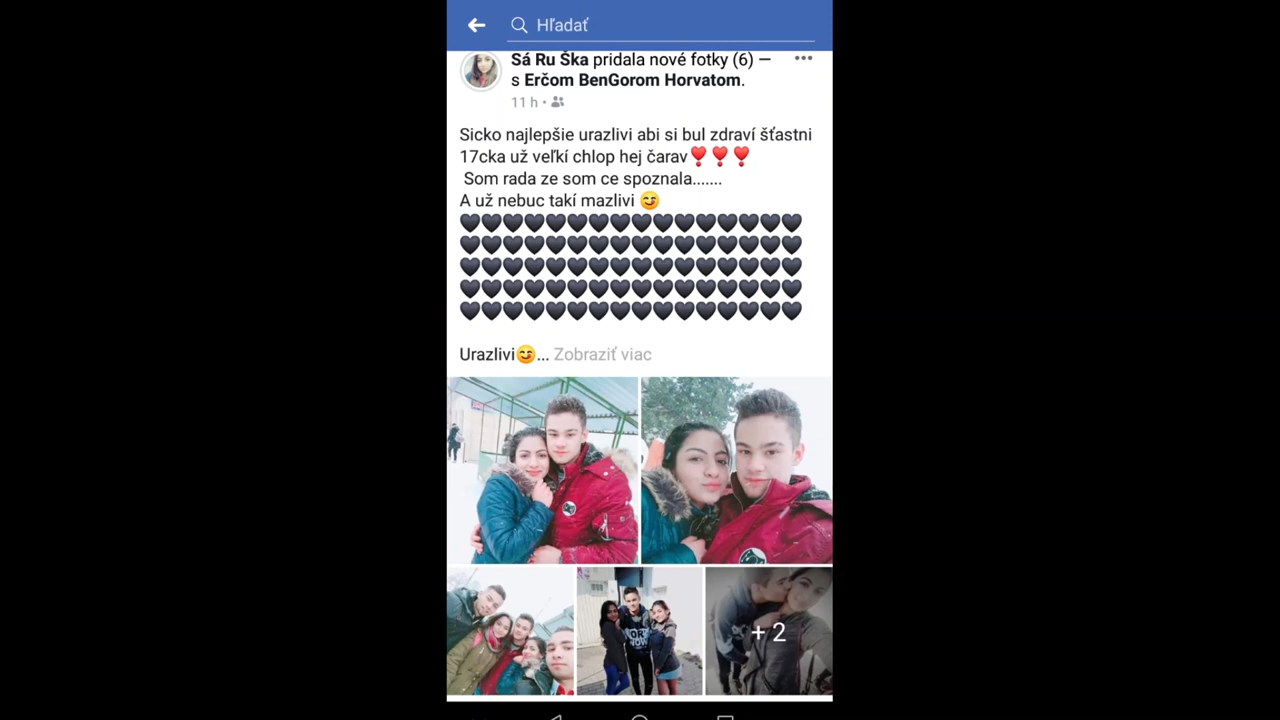 Hľadať
Sá Ru Ška pridala nové fotky (6) —
s Erčom BenGorom Horvatom.
11 h
Sicko najlepšie urazlivi abi si bul zdraví šťastni
17cka už veľkí chlop hej čarav❣❣❣
Som rada ze som ce spoznala.......
A už nebuc takí mazlivi 😋
🖤🖤🖤🖤🖤🖤🖤🖤🖤🖤🖤🖤🖤🖤🖤🖤
🖤🖤🖤🖤🖤🖤🖤🖤🖤🖤🖤🖤🖤🖤🖤🖤
🖤🖤🖤🖤🖤🖤🖤🖤🖤🖤🖤🖤🖤🖤🖤🖤
🖤🖤🖤🖤🖤🖤🖤🖤🖤🖤🖤🖤🖤🖤🖤🖤
🖤🖤🖤🖤🖤🖤🖤🖤🖤🖤🖤🖤🖤🖤🖤🖤
Urazlivi😋... Zobraziť viac
NOW
+ 2